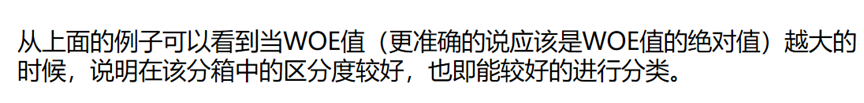 从上面的例子可以看到当WOE值（更准确的说应该是WOE值的绝对值）越大的
时候，说明在该分箱中的区分度较好，也即能较好的进行分类。